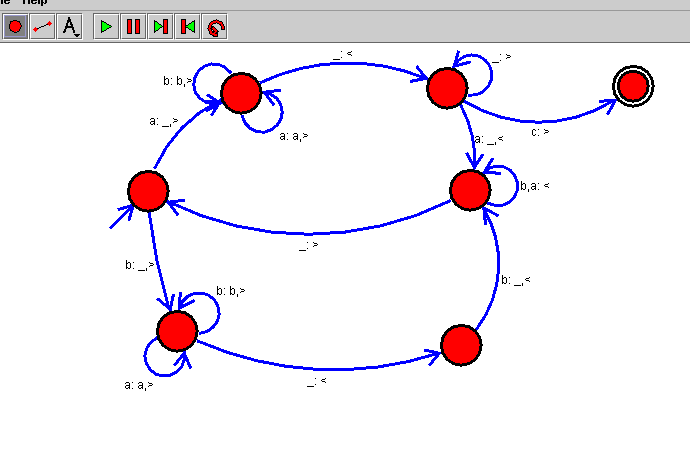 Help
A
_: <
_: >
b: b,>
a: _,>
a: a,>
c: >
a: _,<
b,a: <
_: >
b: _,>
b: b,>
b: _,<
a: a,>
_: <